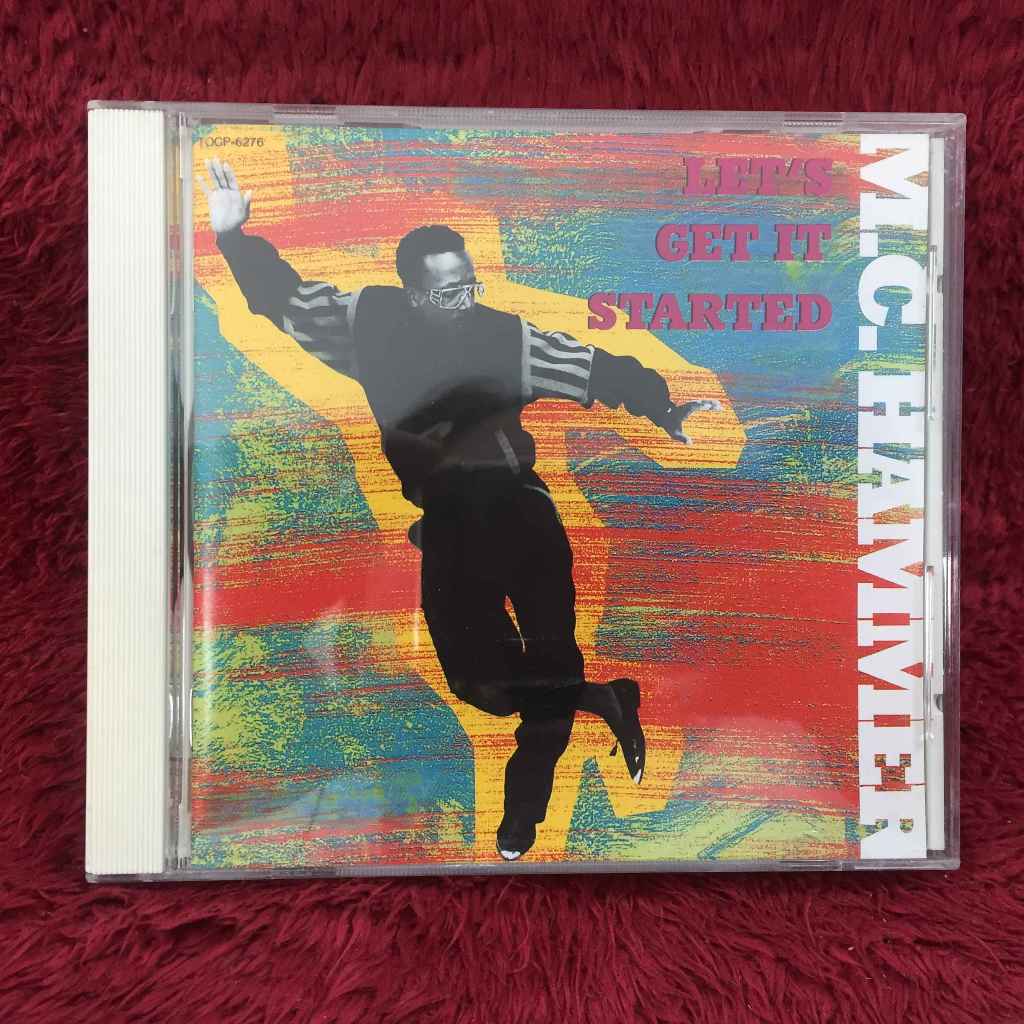 TOCP-6276
LET'S
GET IT
STARTED
M.C. HAMMER